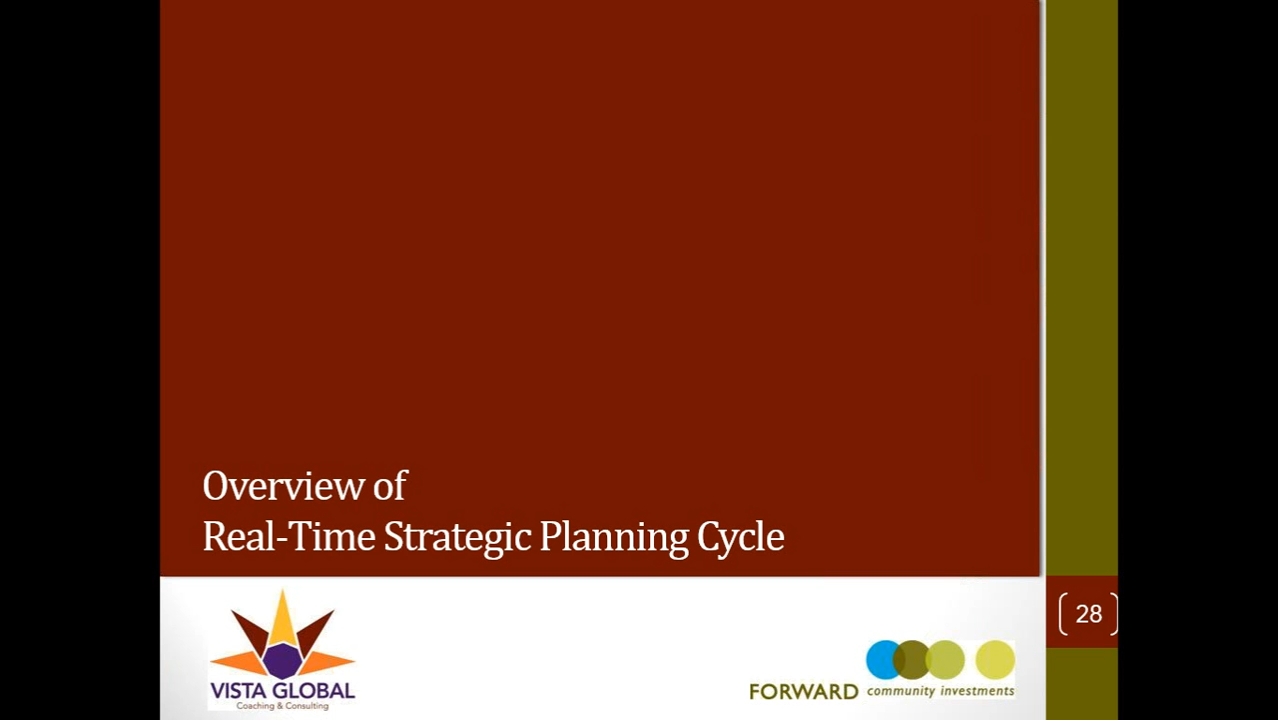 Overview of
Real-Time Strategic Planning Cycle
28
VISTA GLOBAL
Coaching & Consulting
FORWARD community investments